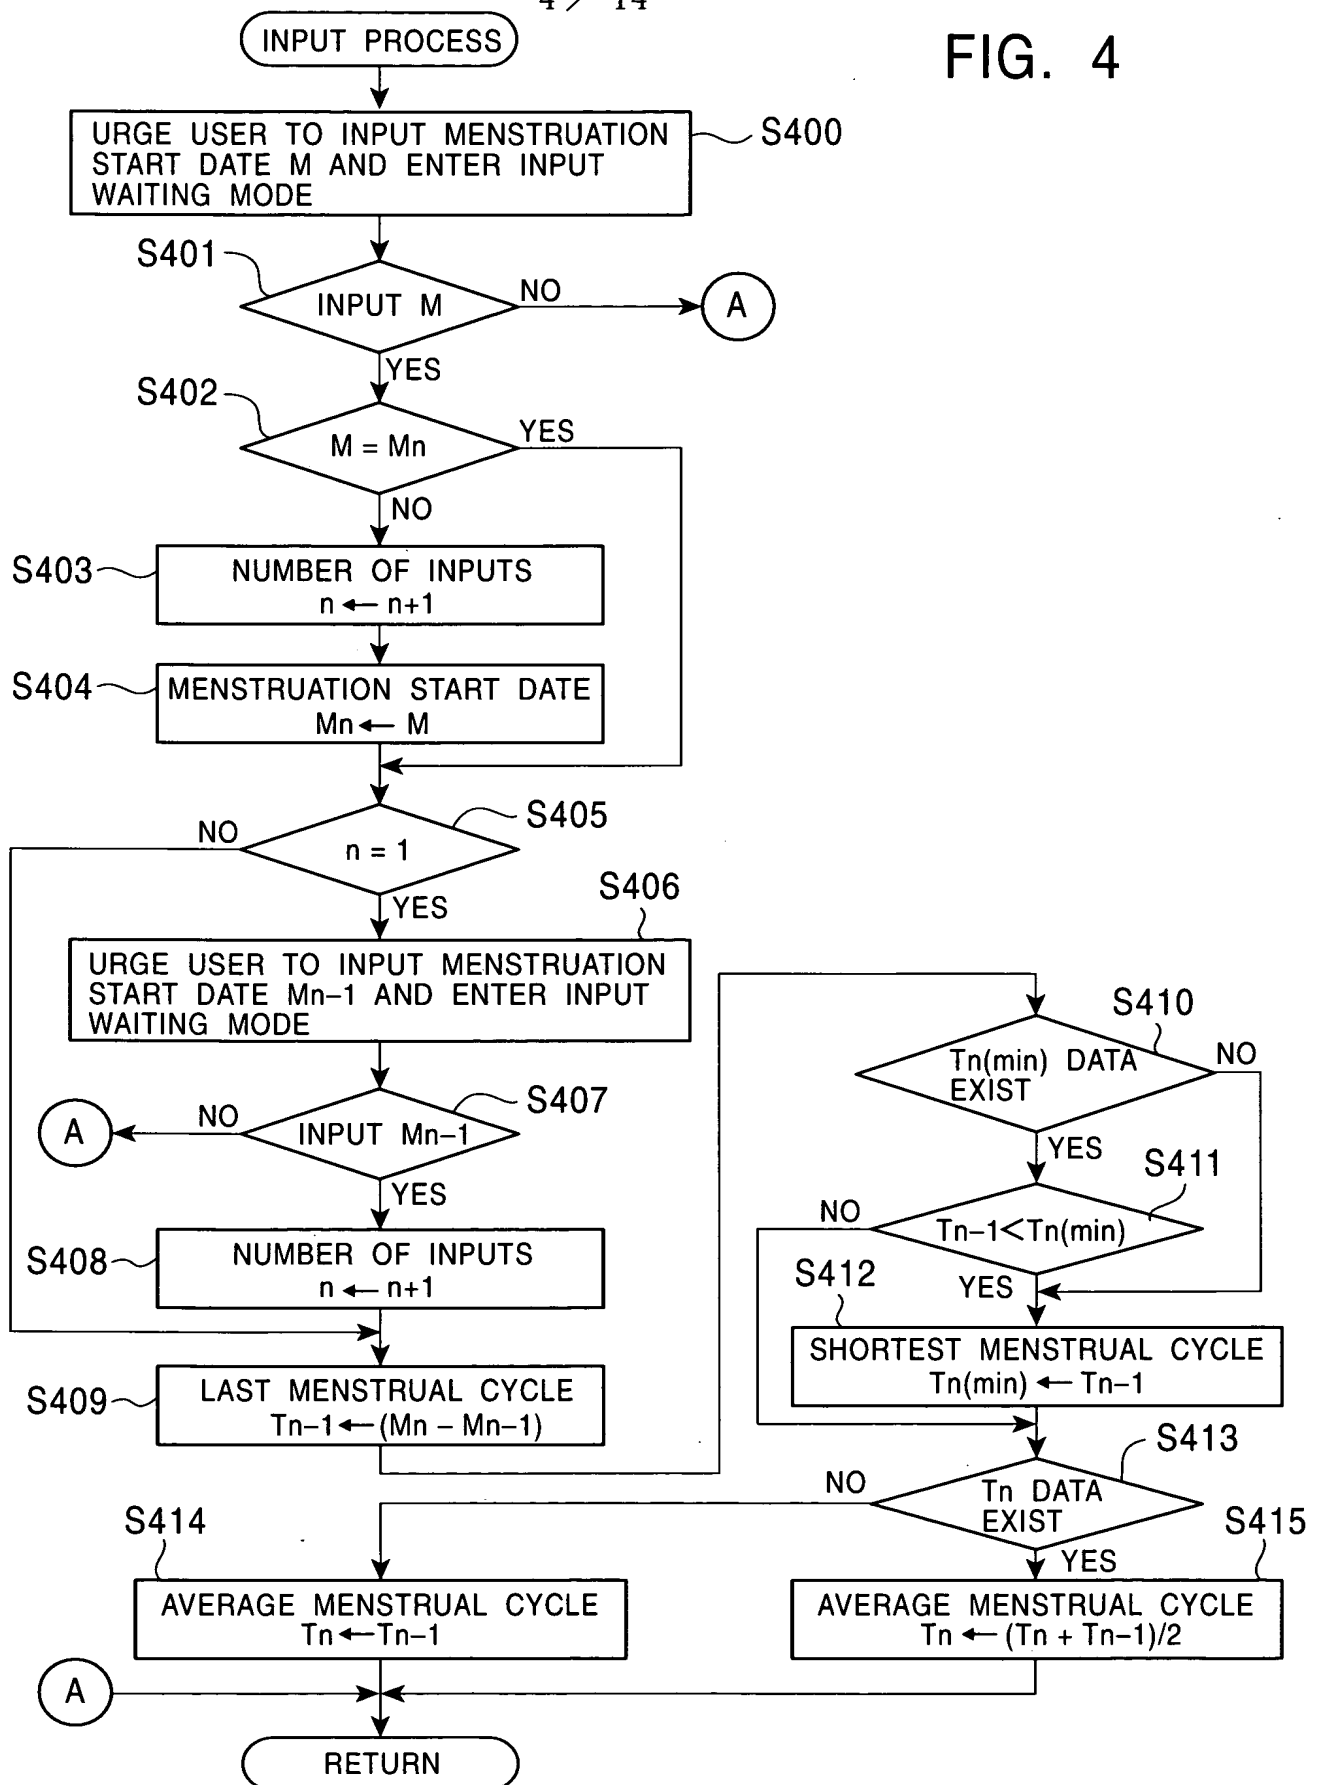 4 / 14
FIG. 4
INPUT PROCESS
URGE USER TO INPUT MENSTRUATION
START DATE M AND ENTER INPUT
WAITING MODE
S400
S401
INPUT M
NO
A
YES
S402
M = Mn
YES
NO
S403
NUMBER OF INPUTS
n ← n+1
S404
MENSTRUATION START DATE
Mn ← M
S405
NO
n = 1
YES
S406
URGE USER TO INPUT MENSTRUATION
START DATE Mn–1 AND ENTER INPUT
WAITING MODE
S407
A
NO
INPUT Mn–1
YES
S408
NUMBER OF INPUTS
n ← n+1
S409
LAST MENSTRUAL CYCLE
Tn–1 ← (Mn – Mn–1)
S410
Tn(min) DATA
EXIST
NO
YES
S411
NO
Tn–1<Tn(min)
YES
S412
SHORTEST MENSTRUAL CYCLE
Tn(min) ← Tn–1
S413
NO
Tn DATA
EXIST
YES
S414
AVERAGE MENSTRUAL CYCLE
Tn ← Tn–1
S415
AVERAGE MENSTRUAL CYCLE
Tn ← (Tn + Tn–1)/2
A
RETURN